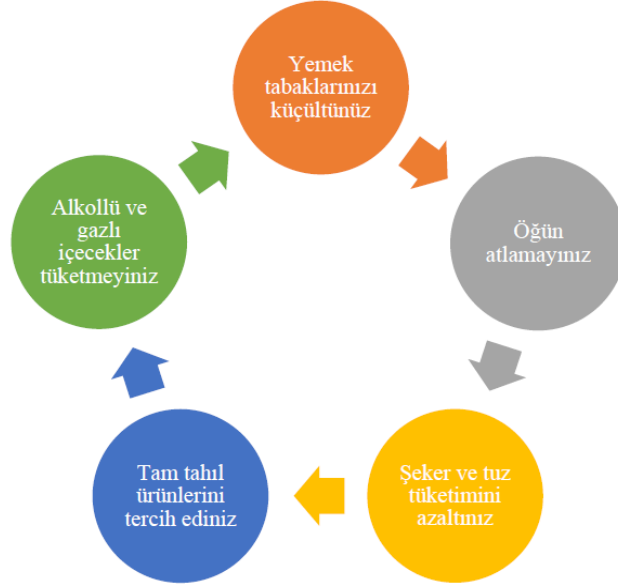 Yemek
tabaklarınızı
küçültünüz
Öğün
atlamayınız
Şeker ve tuz
tüketimini
azaltınız
Tam tahıl
ürünlerini
tercih ediniz
Alkollü ve
gazlı
içecekler
tüketmeyiniz